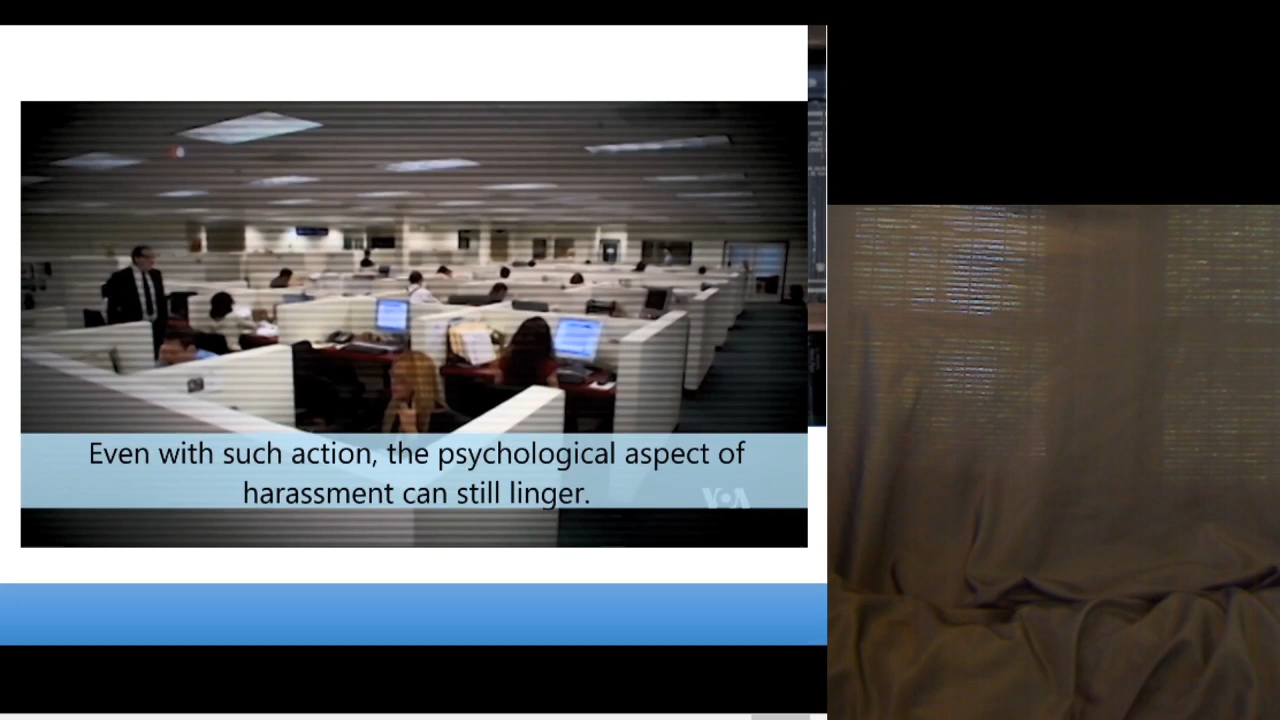 Even with such action, the psychological aspect of
harassment can still linger.
VOA